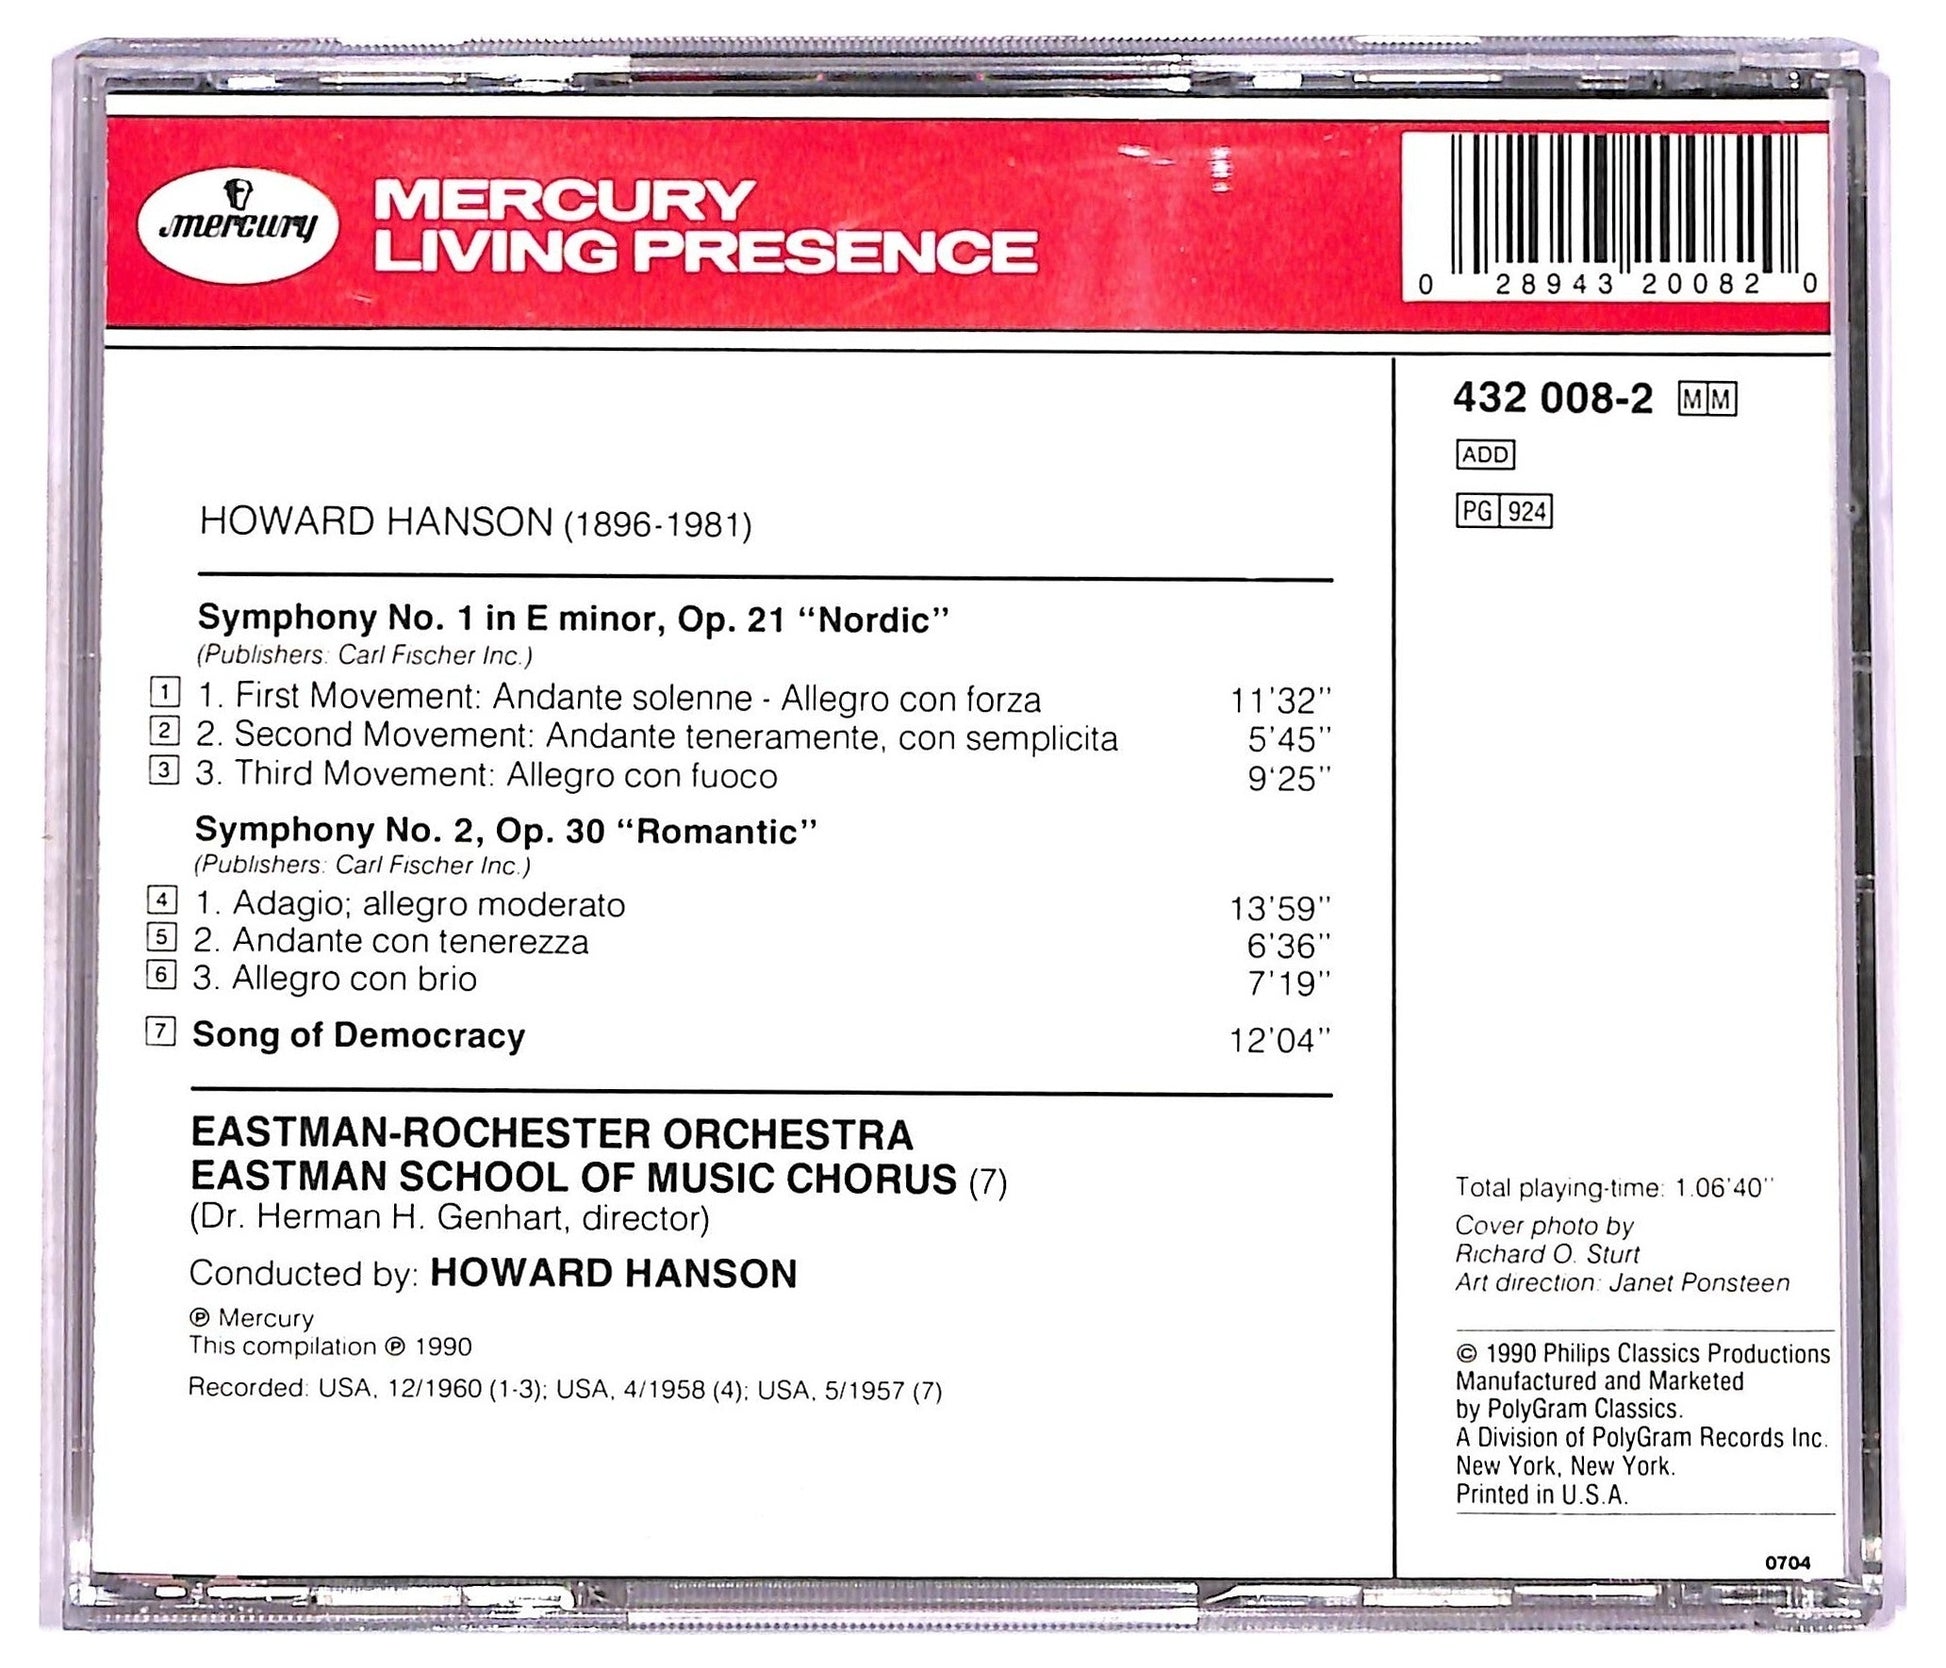 mercury
MERCURY
LIVING PRESENCE
0 28943 20082 0
432 008-2 MM
ADD
PG 924
HOWARD HANSON (1896-1981)
Symphony No. 1 in E minor, Op. 21 “Nordic”
(Publishers: Carl Fischer Inc.)
1 1. First Movement: Andante solenne - Allegro con forza 11'32"
2 2. Second Movement: Andante teneramente, con semplicita 5'45"
3 3. Third Movement: Allegro con fuoco 9'25"
Symphony No. 2, Op. 30 “Romantic”
(Publishers: Carl Fischer Inc.)
4 1. Adagio; allegro moderato 13'59"
5 2. Andante con tenerezza 6'36"
6 3. Allegro con brio 7'19"
7 Song of Democracy 12'04"
EASTMAN-ROCHESTER ORCHESTRA
EASTMAN SCHOOL OF MUSIC CHORUS (7)
(Dr. Herman H. Genhart, director)
Conducted by: HOWARD HANSON
℗ Mercury
This compilation ℗ 1990
Recorded: USA, 12/1960 (1-3); USA, 4/1958 (4); USA, 5/1957 (7)
Total playing-time: 1.06'40"
Cover photo by
Richard O. Sturt
Art direction: Janet Ponsteen
© 1990 Philips Classics Productions
Manufactured and Marketed
by PolyGram Classics.
A Division of PolyGram Records Inc.
New York, New York.
Printed in U.S.A.
0704